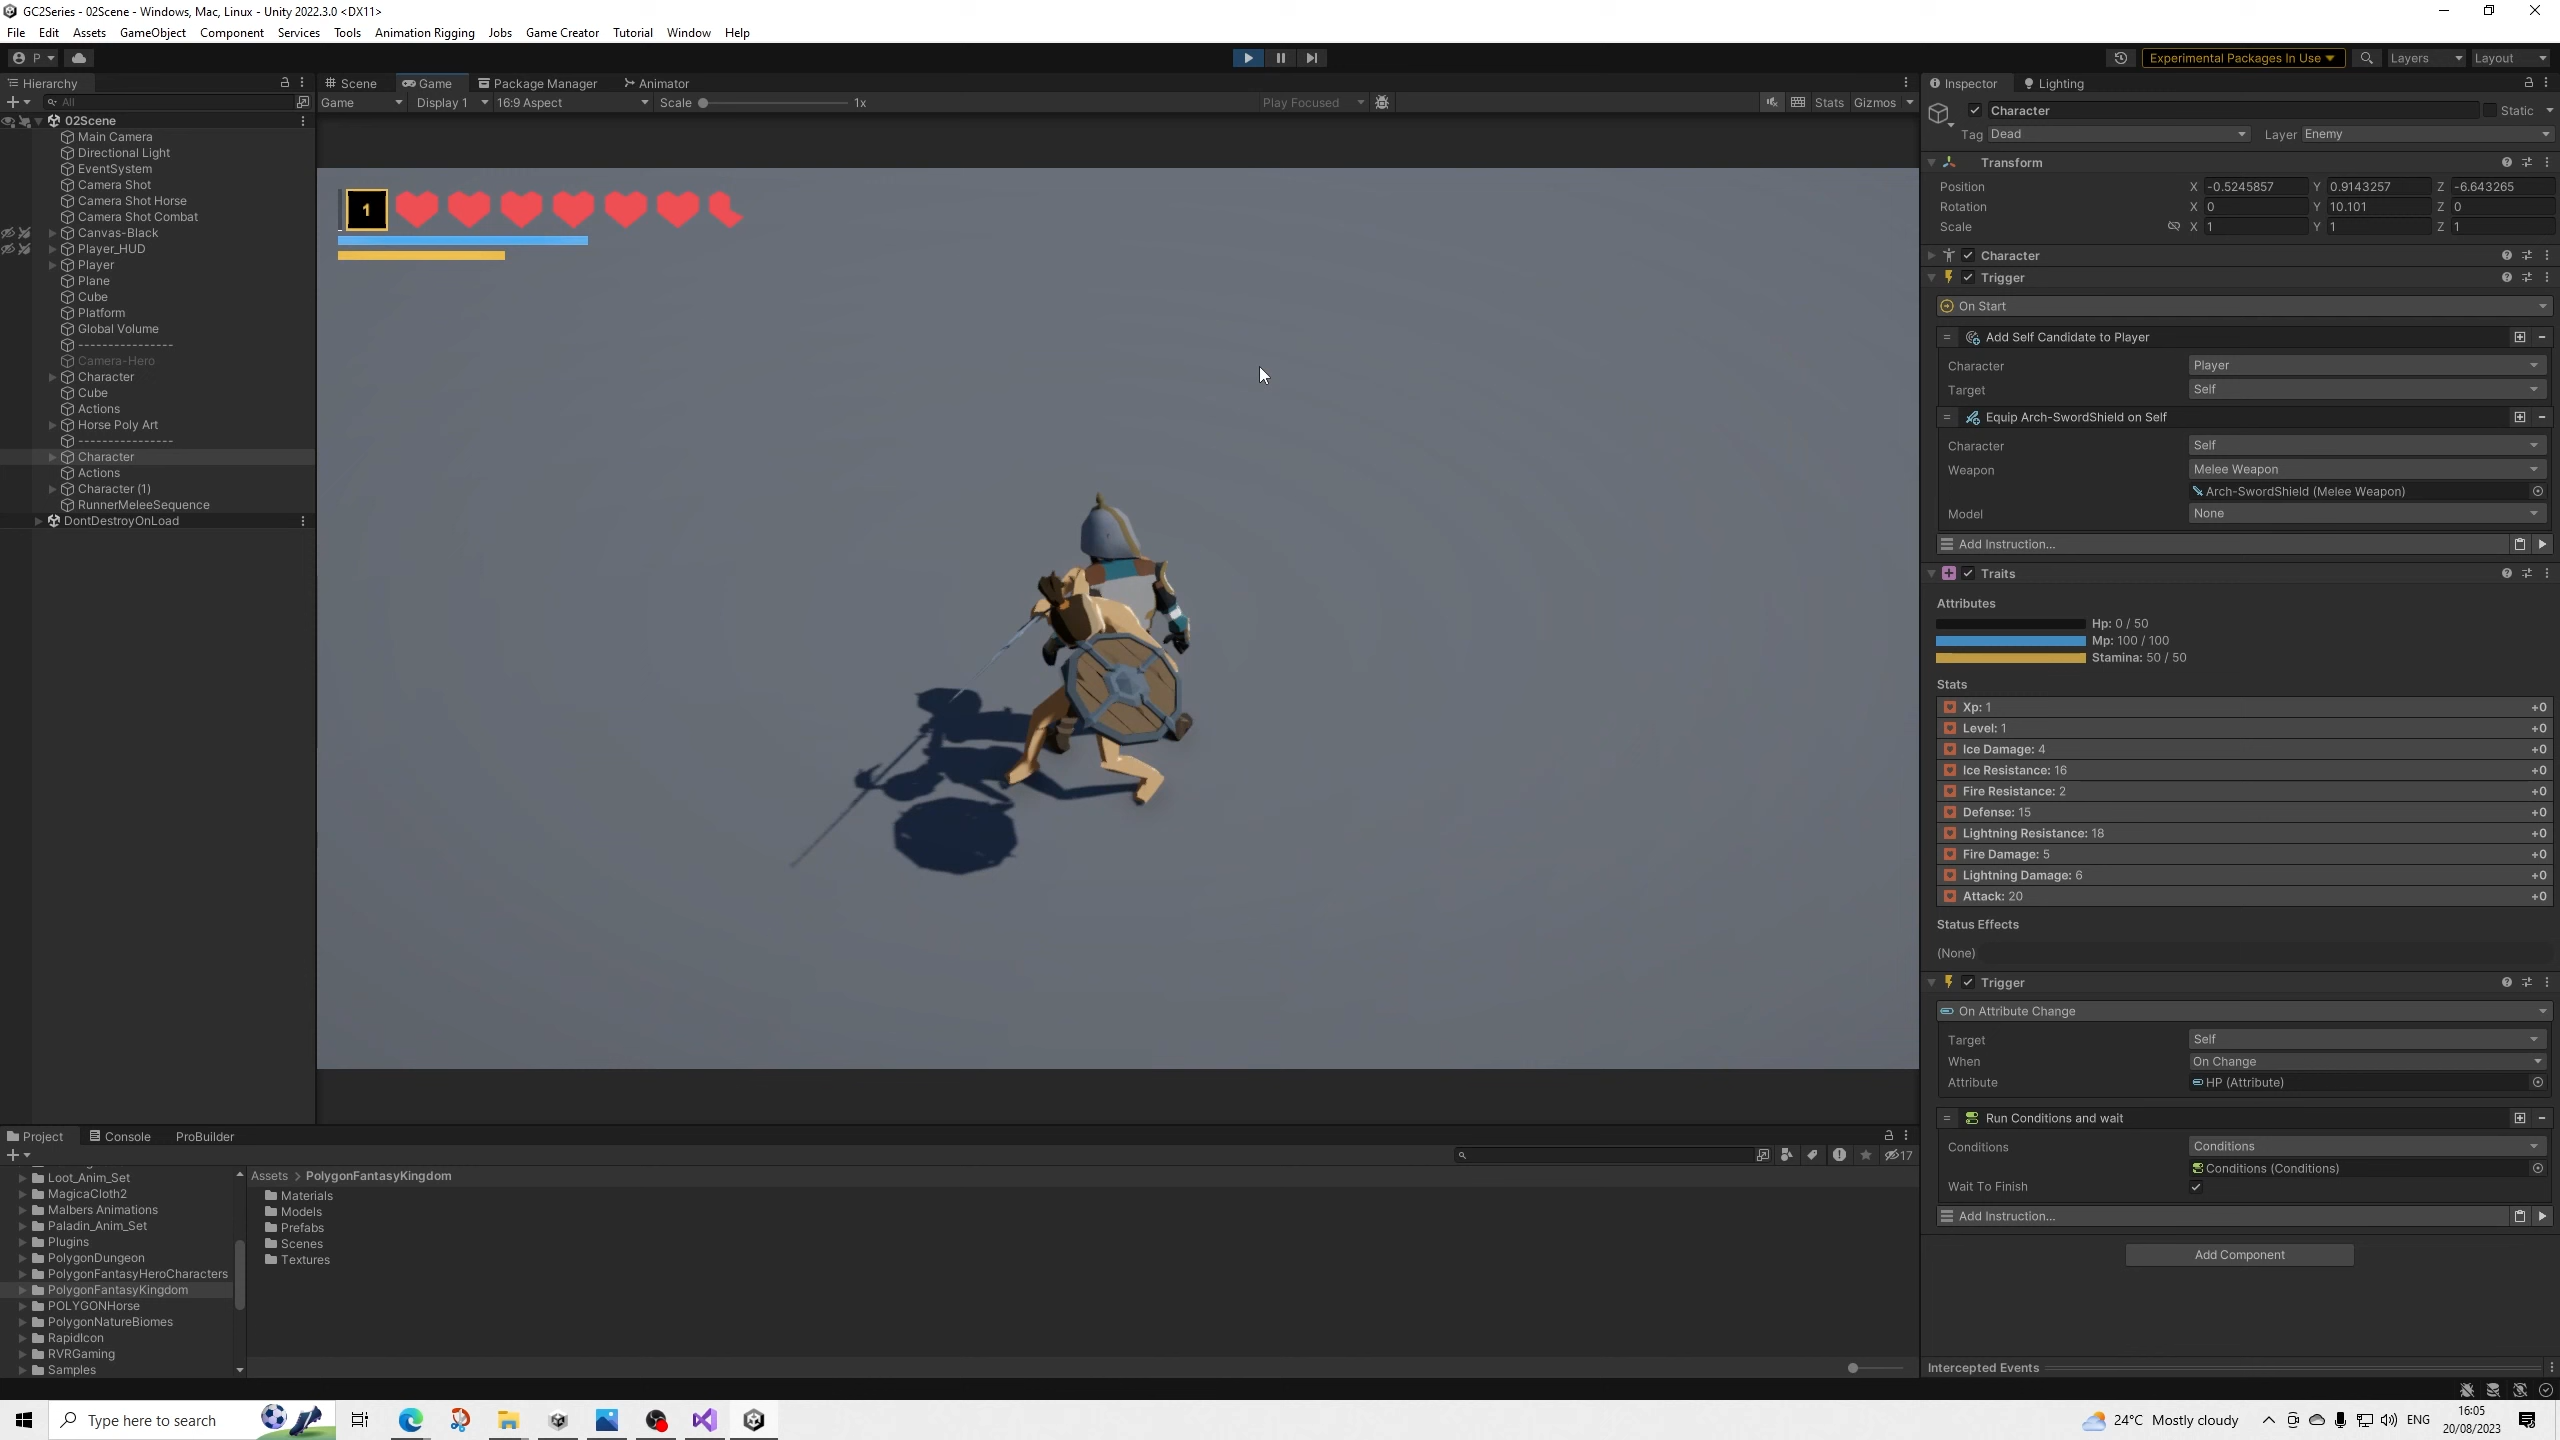 GC2Series - 02Scene - Windows, Mac, Linux - Unity 2022.3.0 <DX11>
File Edit Assets GameObject Component Services Tools Animation Rigging Jobs Game Creator Tutorial Window Help
P Experimental Packages In Use Layers Layout
Hierarchy
All
02Scene
Main Camera
Directional Light
EventSystem
Camera Shot
Camera Shot Horse
Camera Shot Combat
Canvas-Black
Player_HUD
Player
Plane
Cube
Platform
Global Volume
----------------
Camera-Hero
Character
Cube
Actions
Horse Poly Art
----------------
Character
Actions
Character (1)
RunnerMeleeSequence
DontDestroyOnLoad
Scene Game Package Manager Animator
Game Display 1 16:9 Aspect Scale 1x Play Focused Stats Gizmos
1
Inspector Lighting
Character Static
Tag Dead Layer Enemy
Transform
Position X -0.5245857 Y 0.9143257 Z -6.643265
Rotation X 0 Y 10.101 Z 0
Scale X 1 Y 1 Z 1
Character
Trigger
On Start
Add Self Candidate to Player
Character Player
Target Self
Equip Arch-SwordShield on Self
Character Self
Weapon Melee Weapon
Arch-SwordShield (Melee Weapon)
Model None
Add Instruction...
Traits
Attributes
Hp: 0 / 50
Mp: 100 / 100
Stamina: 50 / 50
Stats
Xp: 1 +0
Level: 1 +0
Ice Damage: 4 +0
Ice Resistance: 16 +0
Fire Resistance: 2 +0
Defense: 15 +0
Lightning Resistance: 18 +0
Fire Damage: 5 +0
Lightning Damage: 6 +0
Attack: 20 +0
Status Effects
(None)
Trigger
On Attribute Change
Target Self
When On Change
Attribute HP (Attribute)
Run Conditions and wait
Conditions Conditions
Conditions (Conditions)
Wait To Finish
Add Instruction...
Add Component
Intercepted Events
Project Console ProBuilder
17
Loot_Anim_Set
MagicaCloth2
Malbers Animations
Paladin_Anim_Set
Plugins
PolygonDungeon
PolygonFantasyHeroCharacters
PolygonFantasyKingdom
POLYGONHorse
PolygonNatureBiomes
RapidIcon
RVRGaming
Samples
Assets > PolygonFantasyKingdom
Materials
Models
Prefabs
Scenes
Textures
Type here to search
24°C Mostly cloudy
ENG
16:05
20/08/2023